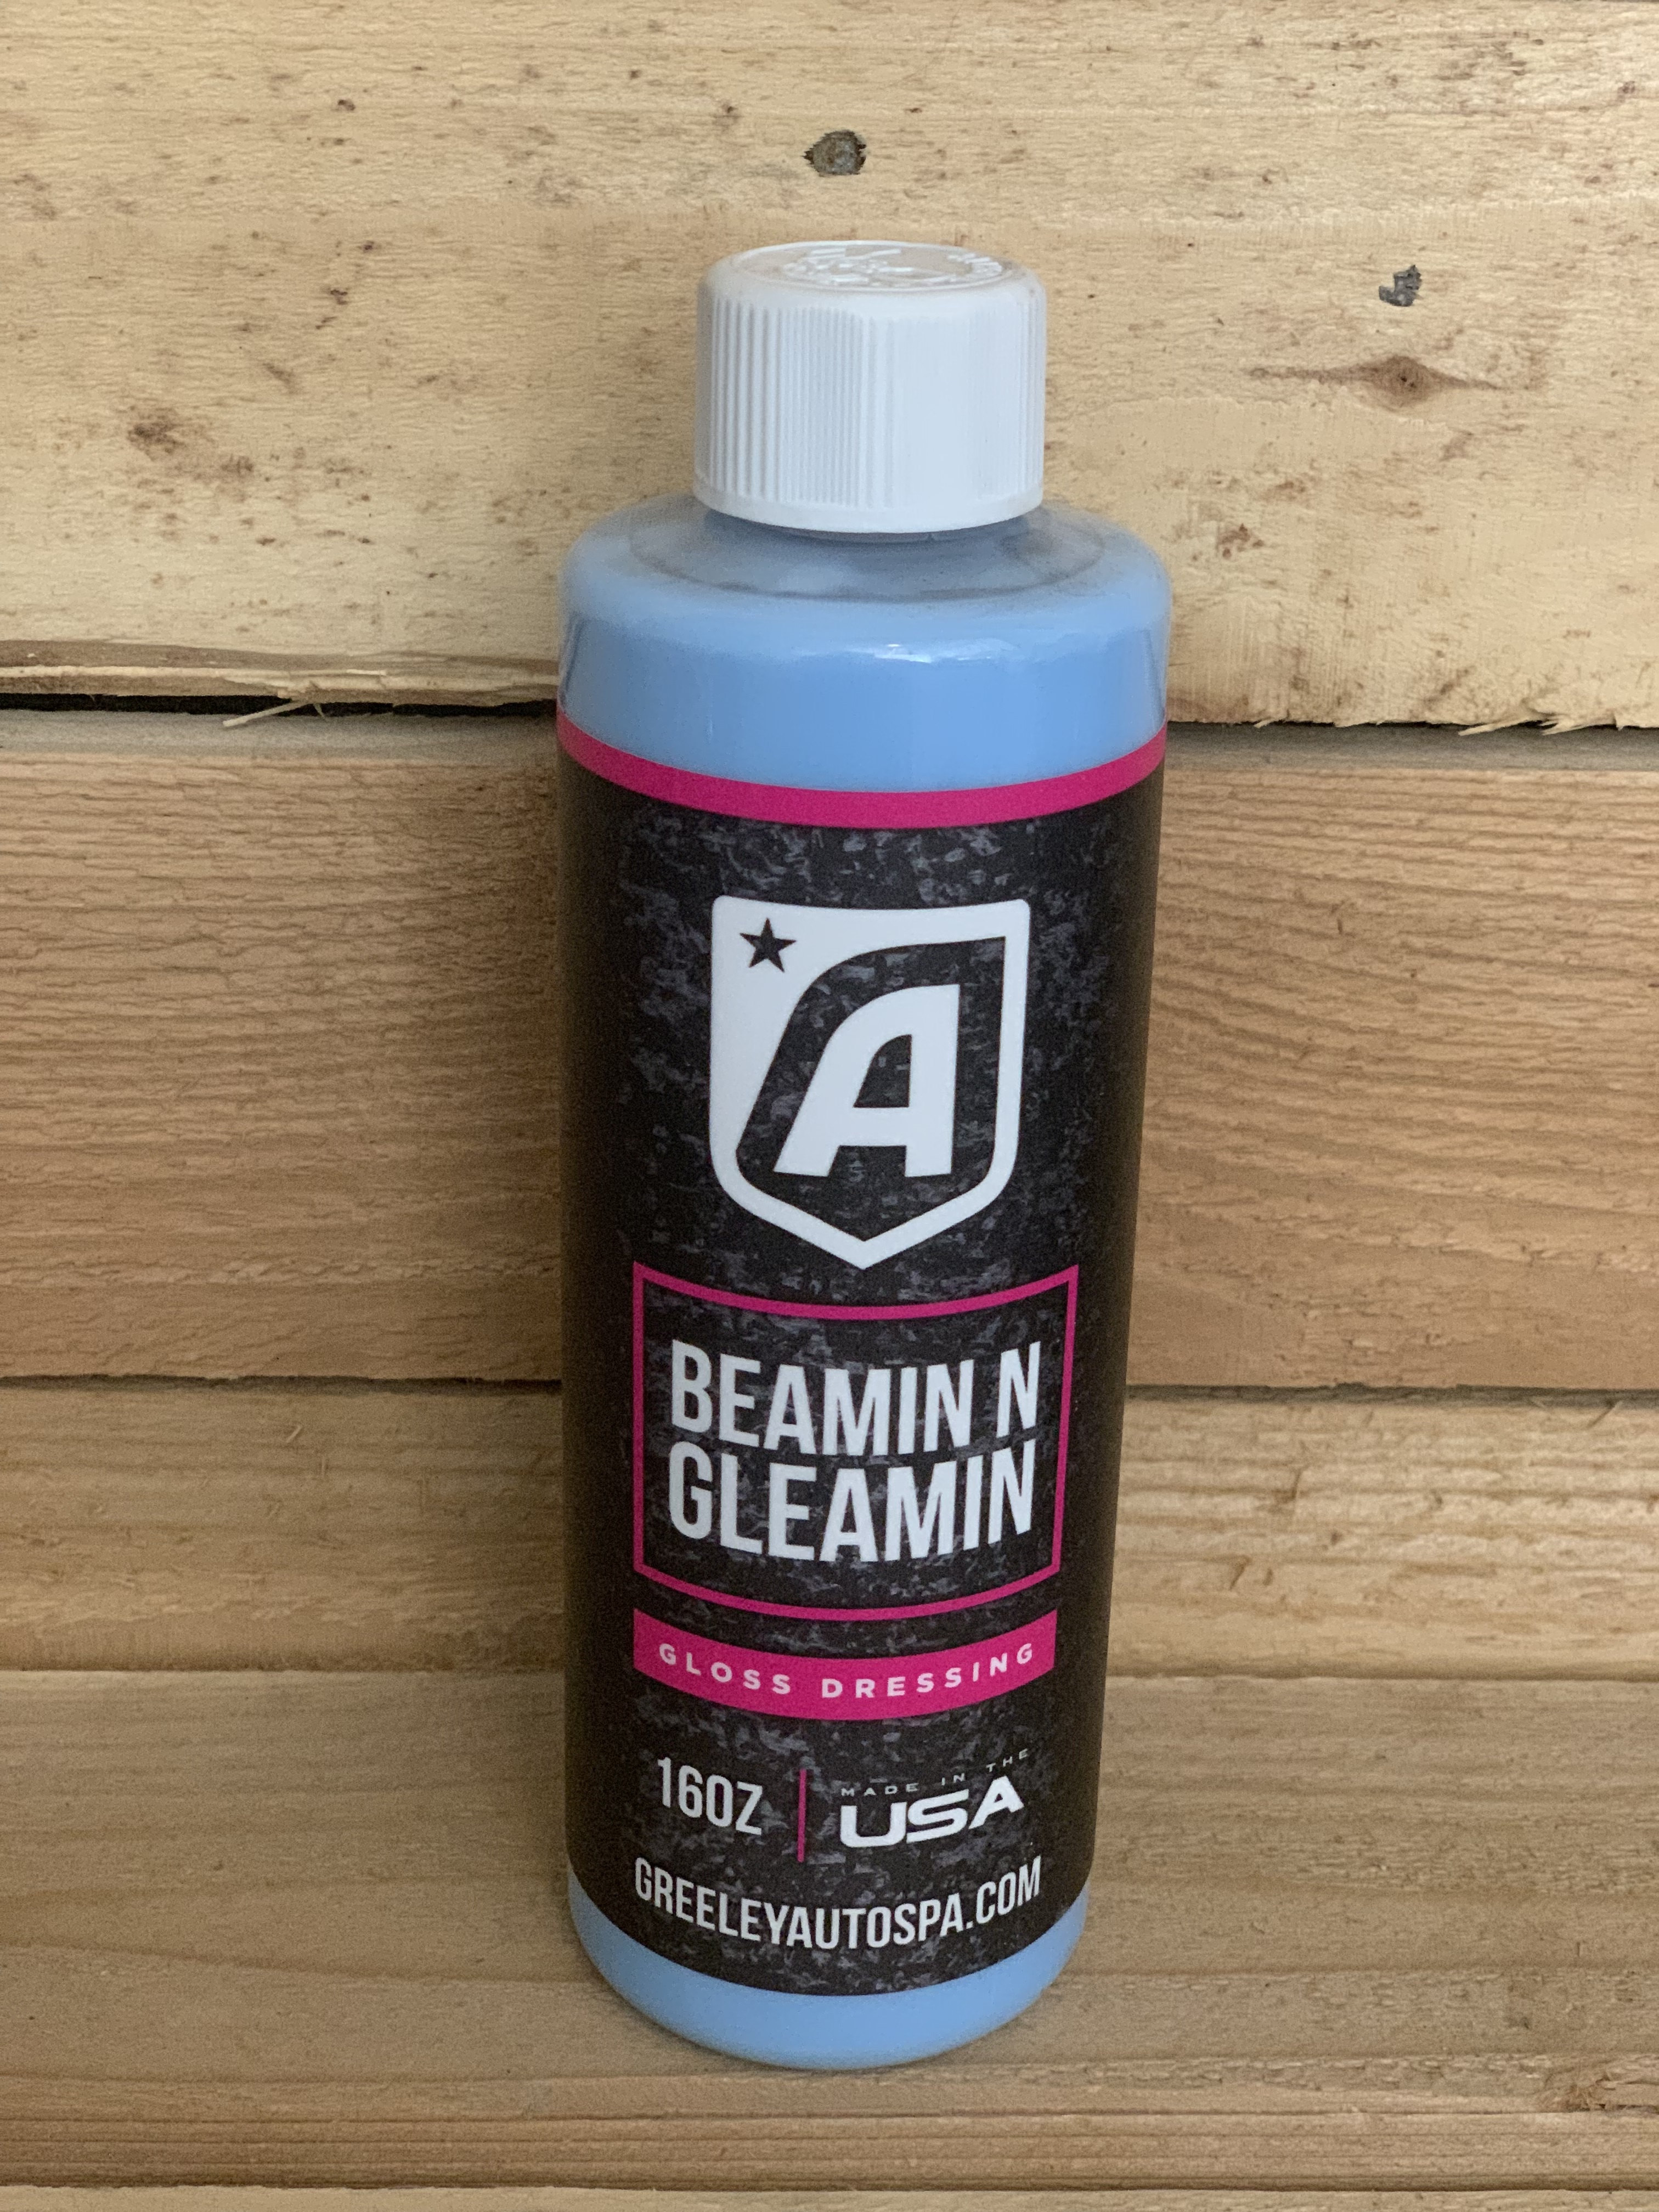 A
BEAMIN N
GLEAMIN
GLOSS DRESSING
16OZ
MADE IN THE
USA
GREELEYAUTOSPA.COM